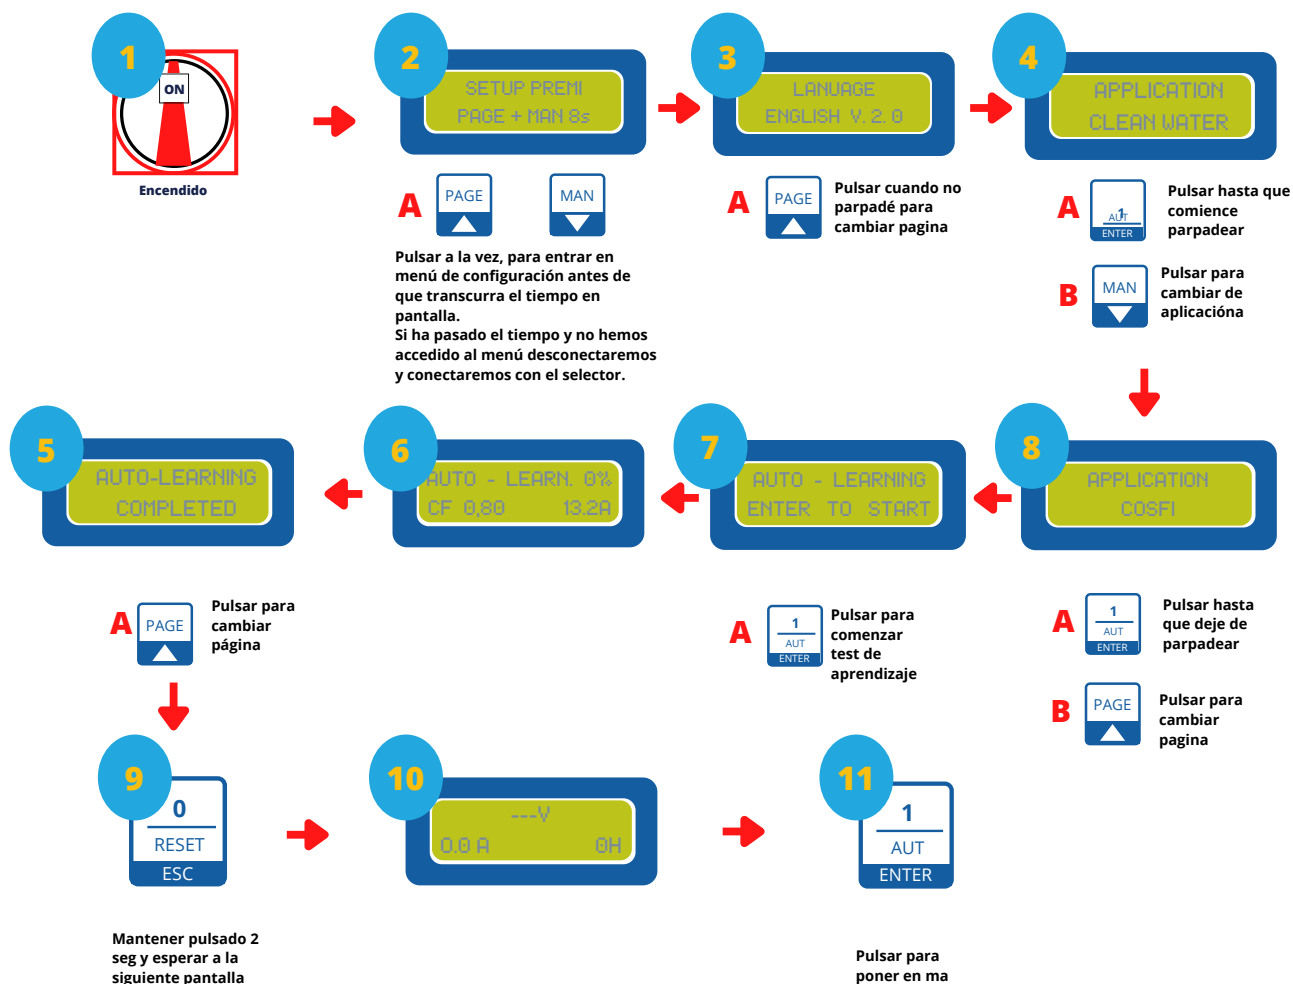 1
ON
Encendido
2
SETUP PREMI
PAGE + MAN 8s
A
PAGE
MAN
Pulsar a la vez, para entrar en
menú de configuración antes de
que transcurra el tiempo en
pantalla.
Si ha pasado el tiempo y no hemos
accedido al menú desconectaremos
y conectaremos con el selector.
3
LANUAGE
ENGLISH V. 2. 0
A
PAGE
Pulsar cuando no
parpadé para
cambiar pagina
4
APPLICATION
CLEAN WATER
A
1
AUT
ENTER
Pulsar hasta que
comience
parpadear
B
MAN
Pulsar para
cambiar de
aplicacióna
5
AUTO-LEARNING
COMPLETED
A
PAGE
Pulsar para
cambiar
página
6
AUTO - LEARN. 0%
CF 0,80 13.2A
7
AUTO - LEARNING
ENTER TO START
A
1
AUT
ENTER
Pulsar para
comenzar
test de
aprendizaje
8
APPLICATION
COSFI
A
1
AUT
ENTER
Pulsar hasta
que deje de
parpadear
B
PAGE
Pulsar para
cambiar
pagina
9
0
RESET
ESC
Mantener pulsado 2
seg y esperar a la
siguiente pantalla
10
---V
0.0 A 0H
11
1
AUT
ENTER
Pulsar para
poner en ma